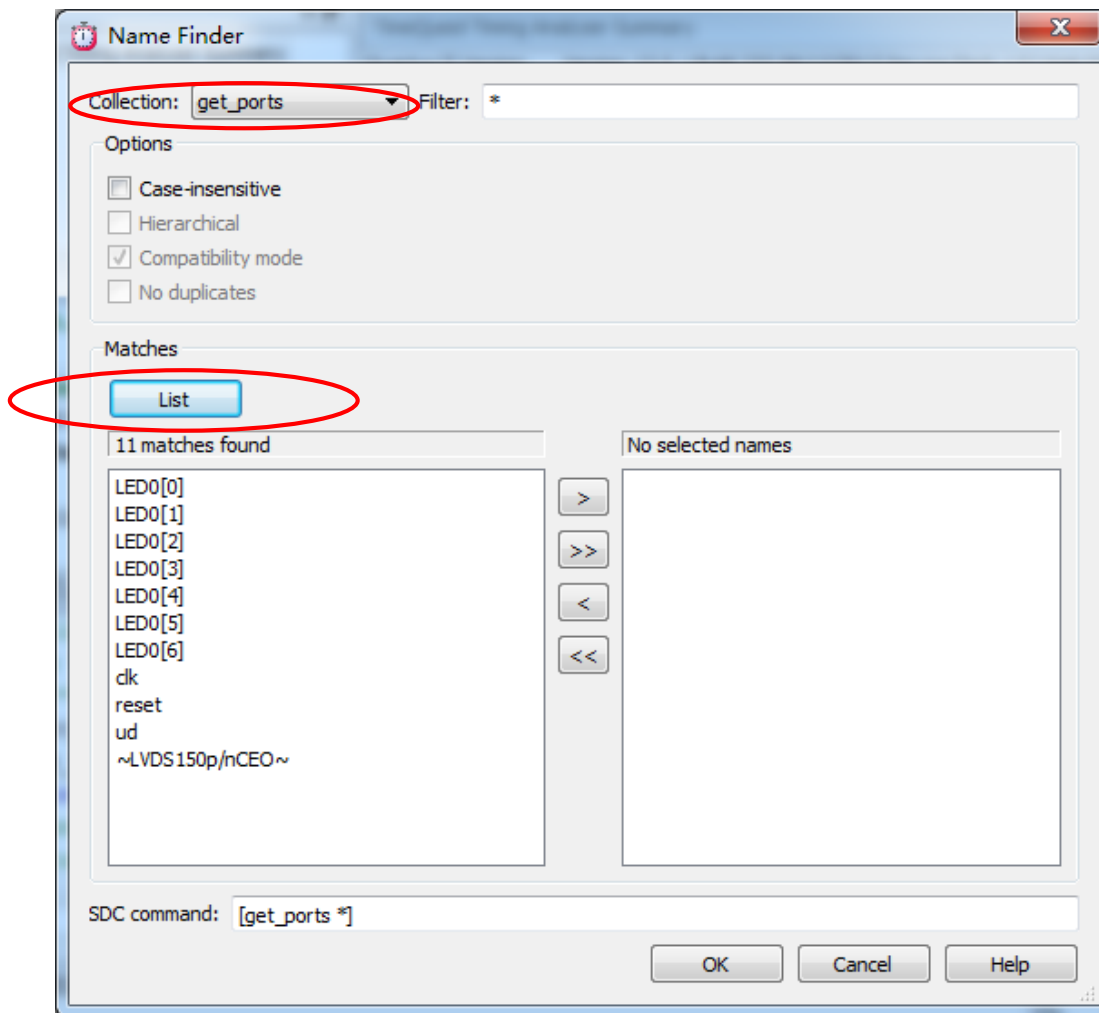 Name Finder
Collection: get_ports Filter: *
Options
Case-insensitive
Hierarchical
Compatibility mode
No duplicates
Matches
List
11 matches found
No selected names
LED0[0]
LED0[1]
LED0[2]
LED0[3]
LED0[4]
LED0[5]
LED0[6]
clk
reset
ud
~LVDS150p/nCEO~
>
>>
<
<<
SDC command: [get_ports *]
OK Cancel Help